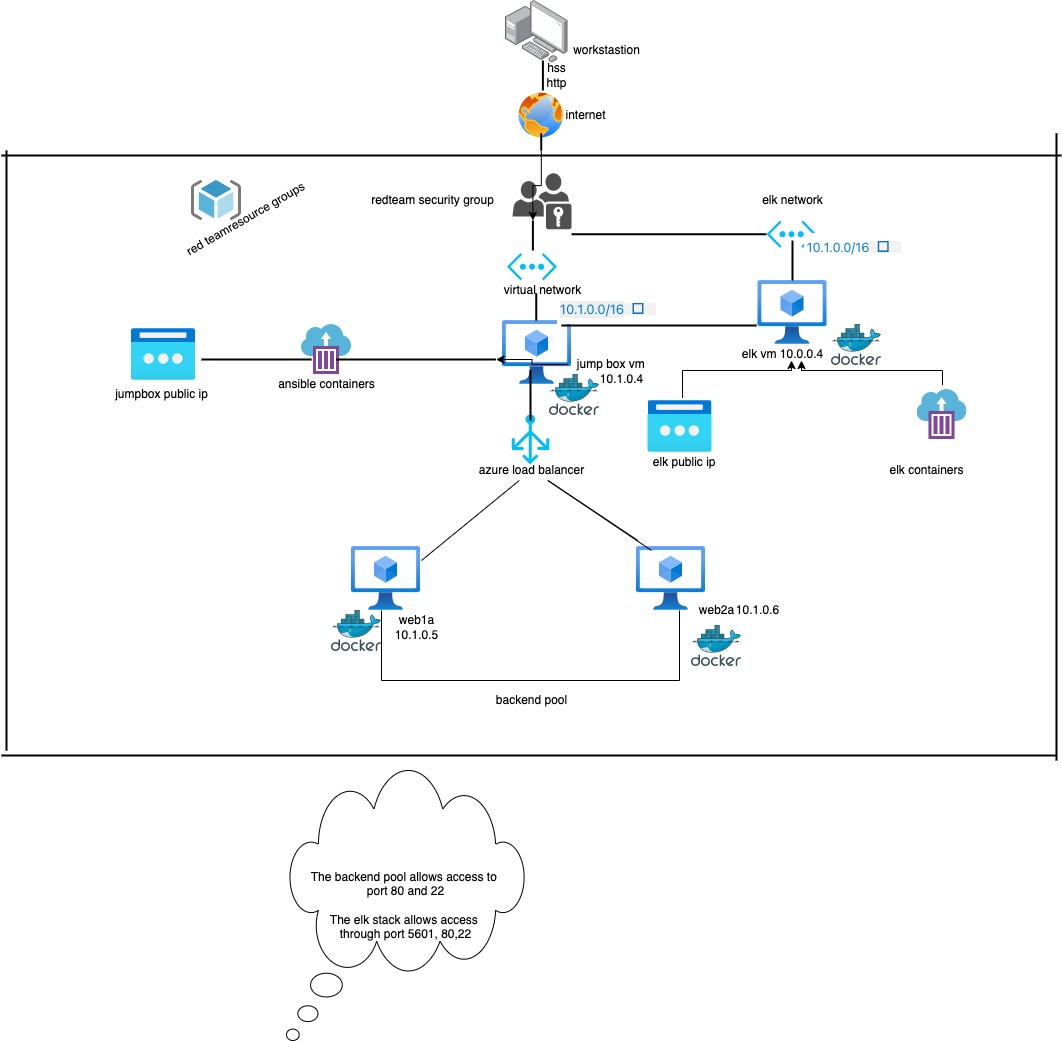 workstastion
hss
http
internet
red teamresource groups
redteam security group
elk network
10.1.0.0/16
virtual network
10.1.0.0/16
elk vm 10.0.0.4
docker
jump box vm
10.1.0.4
docker
jumpbox public ip
ansible containers
elk public ip
elk containers
azure load balancer
web1a
10.1.0.5
docker
web2a 10.1.0.6
docker
backend pool
The backend pool allows access to
port 80 and 22
The elk stack allows access
through port 5601, 80,22